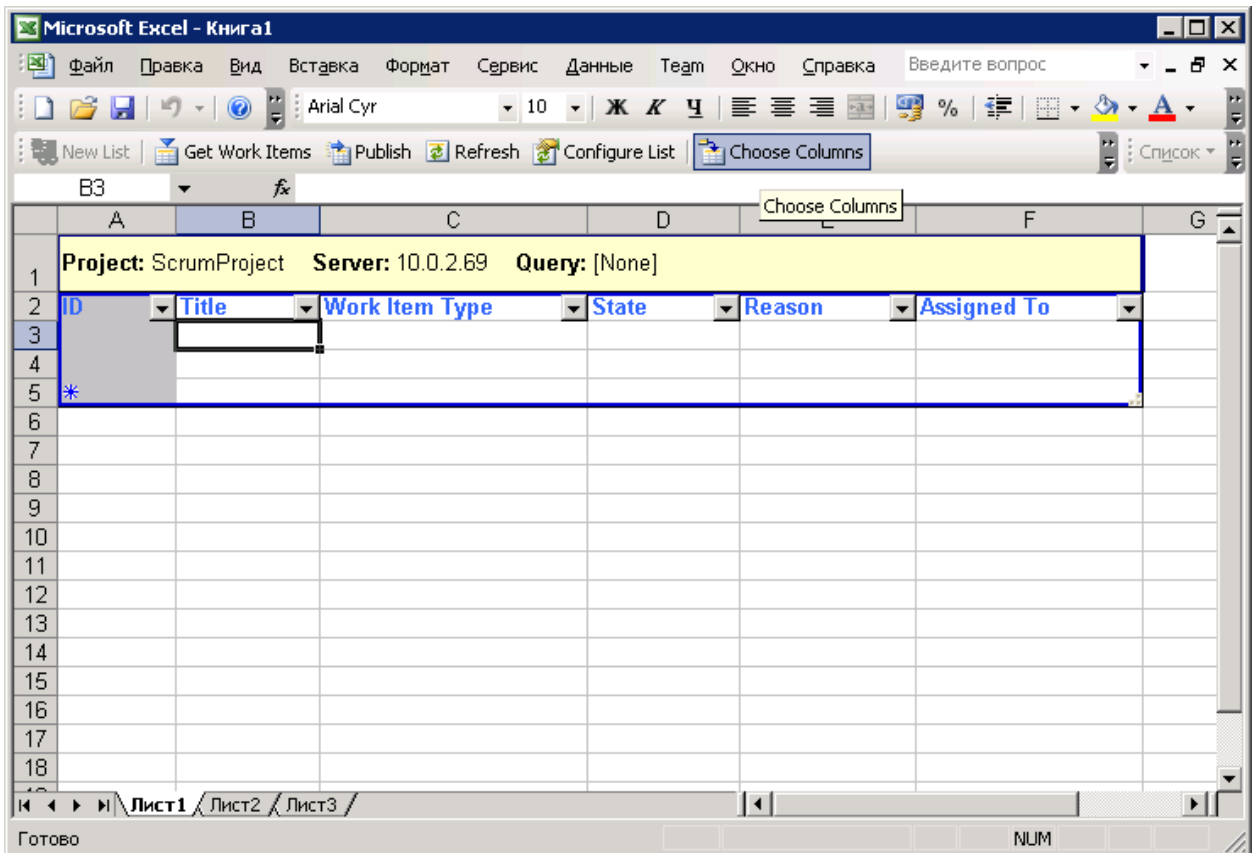 Microsoft Excel - Книга1
Файл Правка Вид Вставка Формат Сервис Данные Team Окно Справка Введите вопрос
Arial Cyr 10 Ж К Ч %
New List Get Work Items Publish Refresh Configure List Choose Columns Список
B3 fx
Choose Columns
A B C D E F G
1 Project: ScrumProject Server: 10.0.2.69 Query: [None]
2 ID Title Work Item Type State Reason Assigned To
3
4
5 *
6
7
8
9
10
11
12
13
14
15
16
17
18
Лист1 Лист2 Лист3
Готово NUM